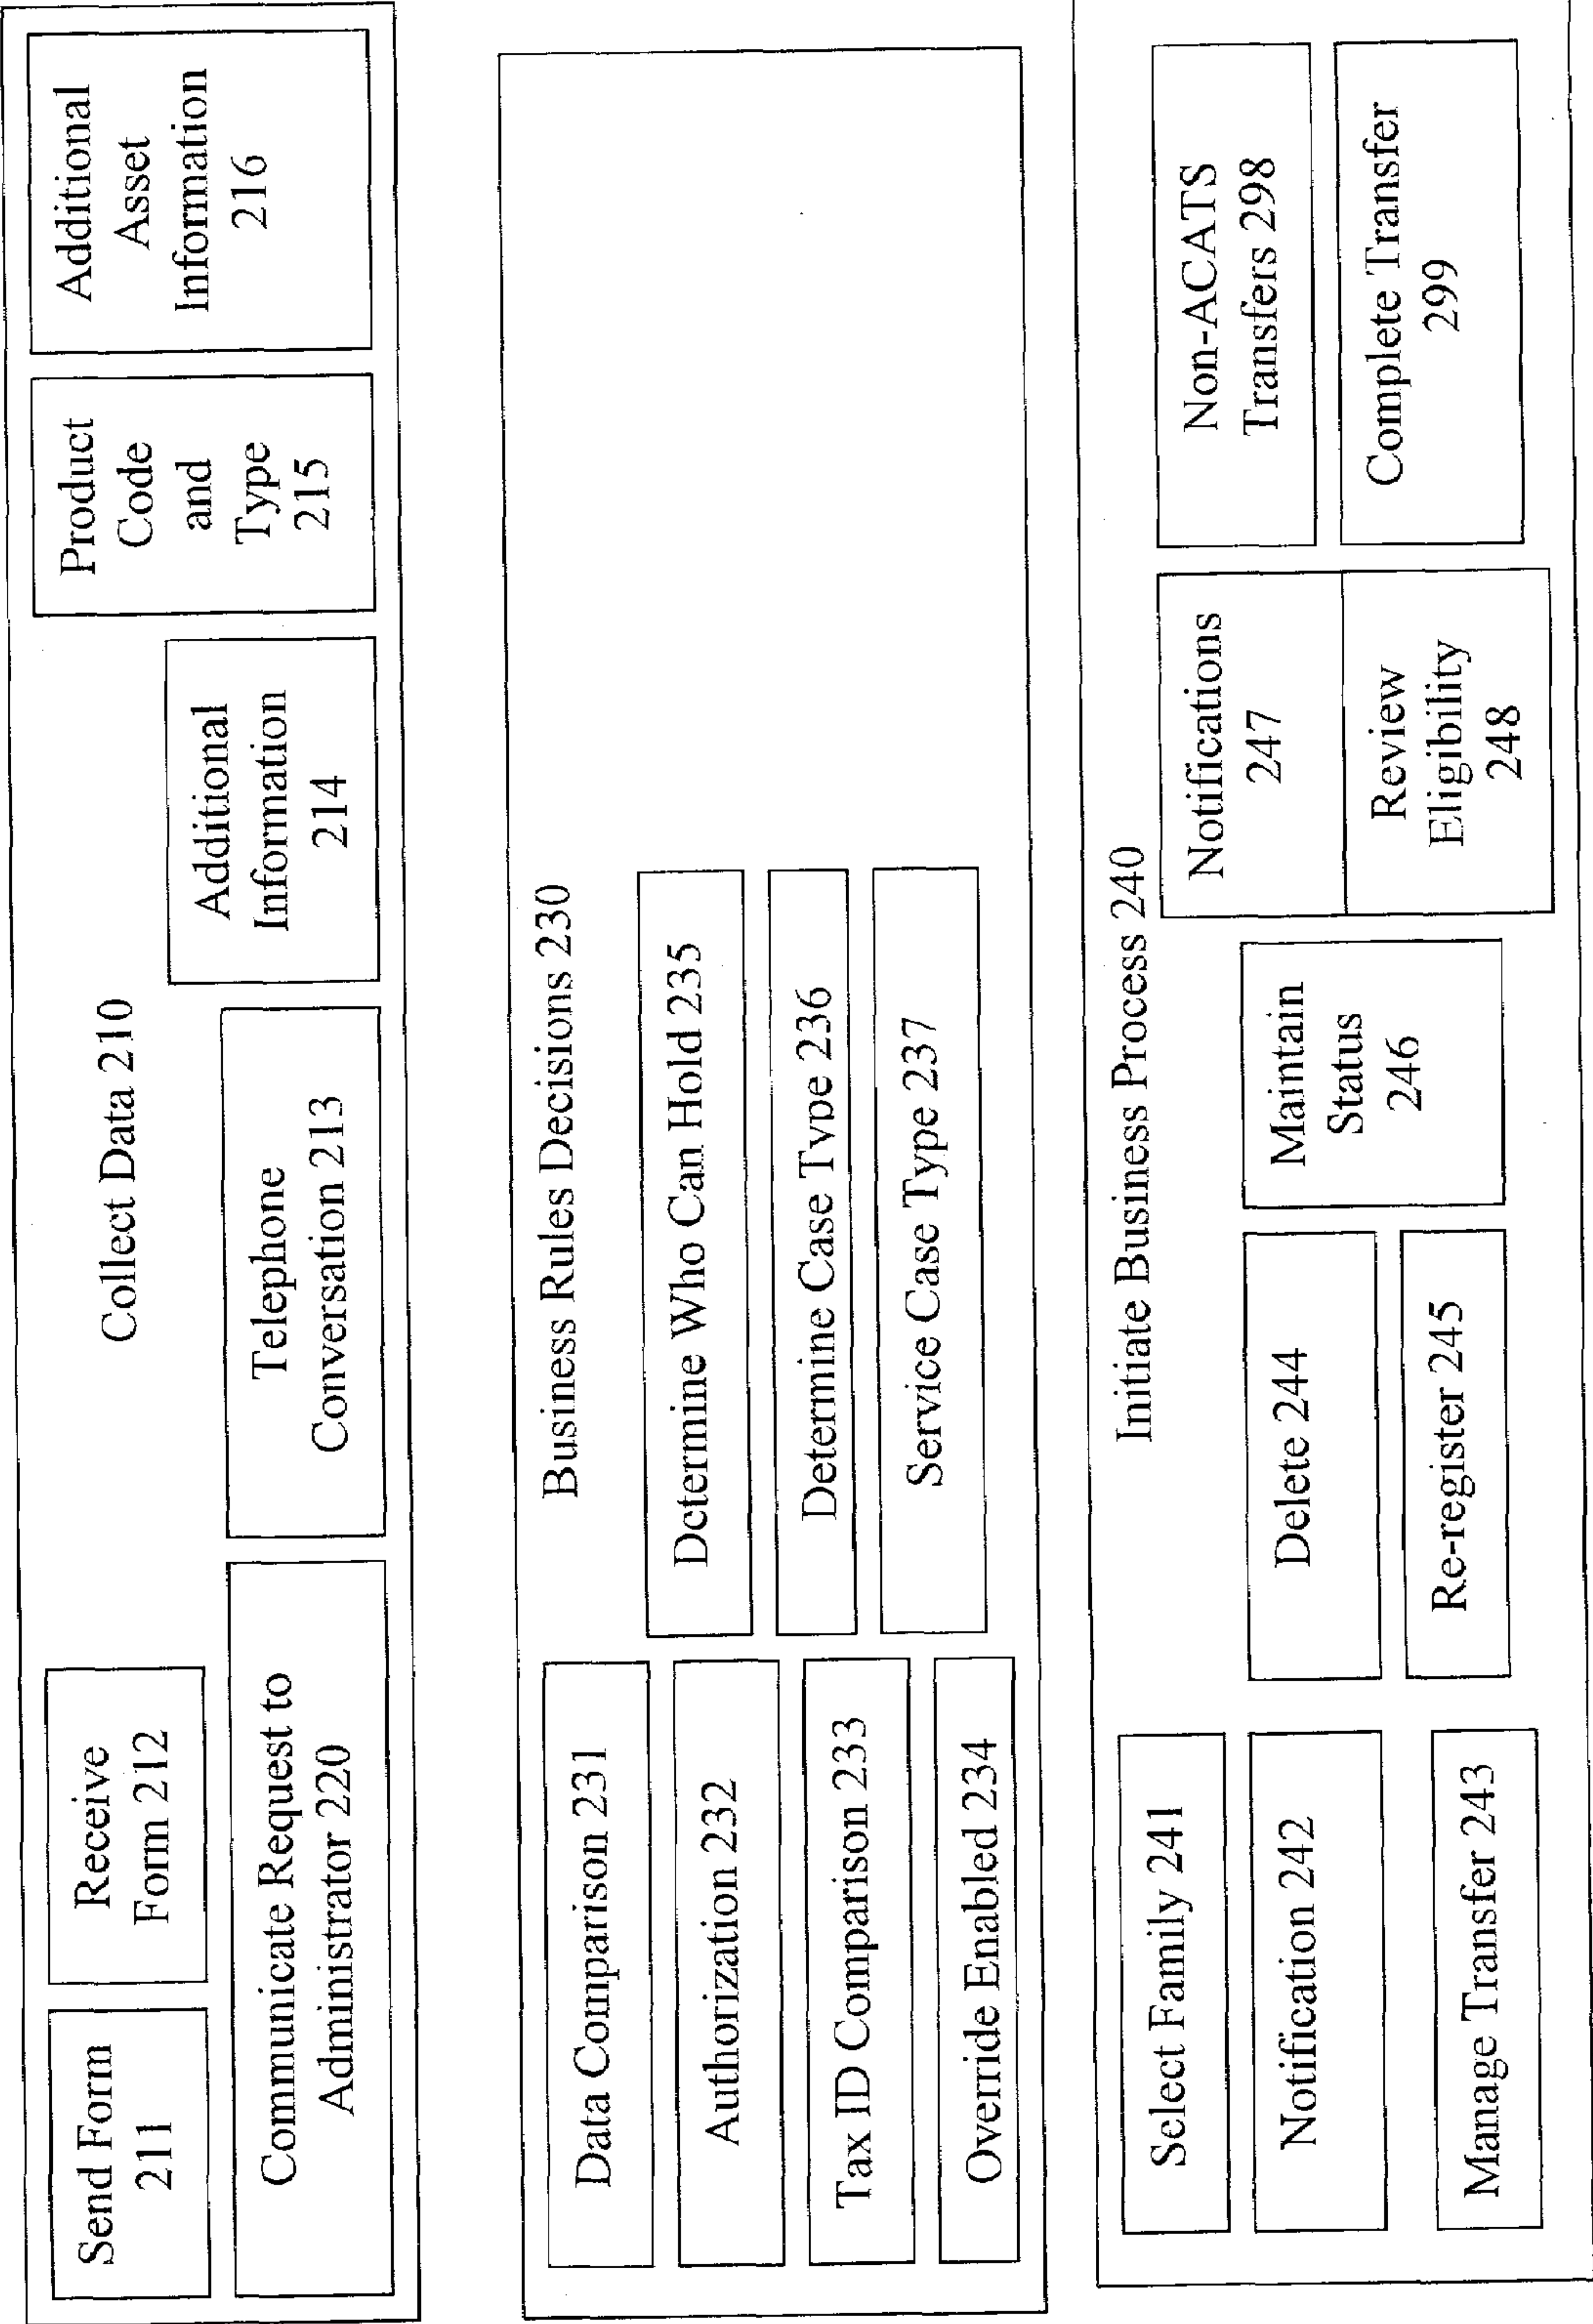 Collect Data 210
Send Form
211
Receive
Form 212
Communicate Request to
Administrator 220
Telephone
Conversation 213
Additional
Information
214
Product
Code
and
Type
215
Additional
Asset
Information
216
Business Rules Decisions 230
Data Comparison 231
Authorization 232
Tax ID Comparison 233
Override Enabled 234
Determine Who Can Hold 235
Determine Case Type 236
Service Case Type 237
Initiate Business Process 240
Select Family 241
Notification 242
Manage Transfer 243
Delete 244
Re-register 245
Maintain
Status
246
Notifications
247
Review
Eligibility
248
Non-ACATS
Transfers 298
Complete Transfer
299